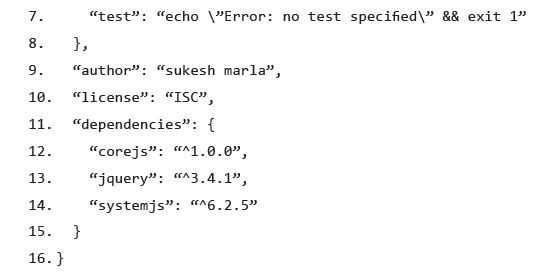 7. “test”: “echo \”Error: no test specified\” && exit 1”
8. },
9. “author”: “sukesh marla”,
10. “license”: “ISC”,
11. “dependencies”: {
12. “corejs”: “^1.0.0”,
13. “jquery”: “^3.4.1”,
14. “systemjs”: “^6.2.5”
15. }
16. }